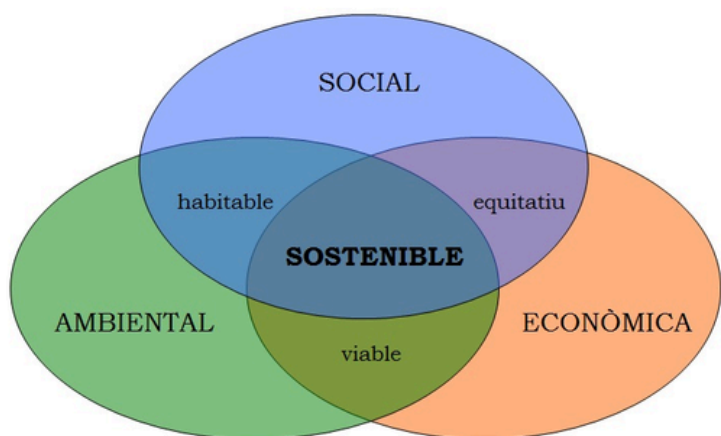 SOCIAL
habitable
equitatiu
SOSTENIBLE
AMBIENTAL
ECONÒMICA
viable